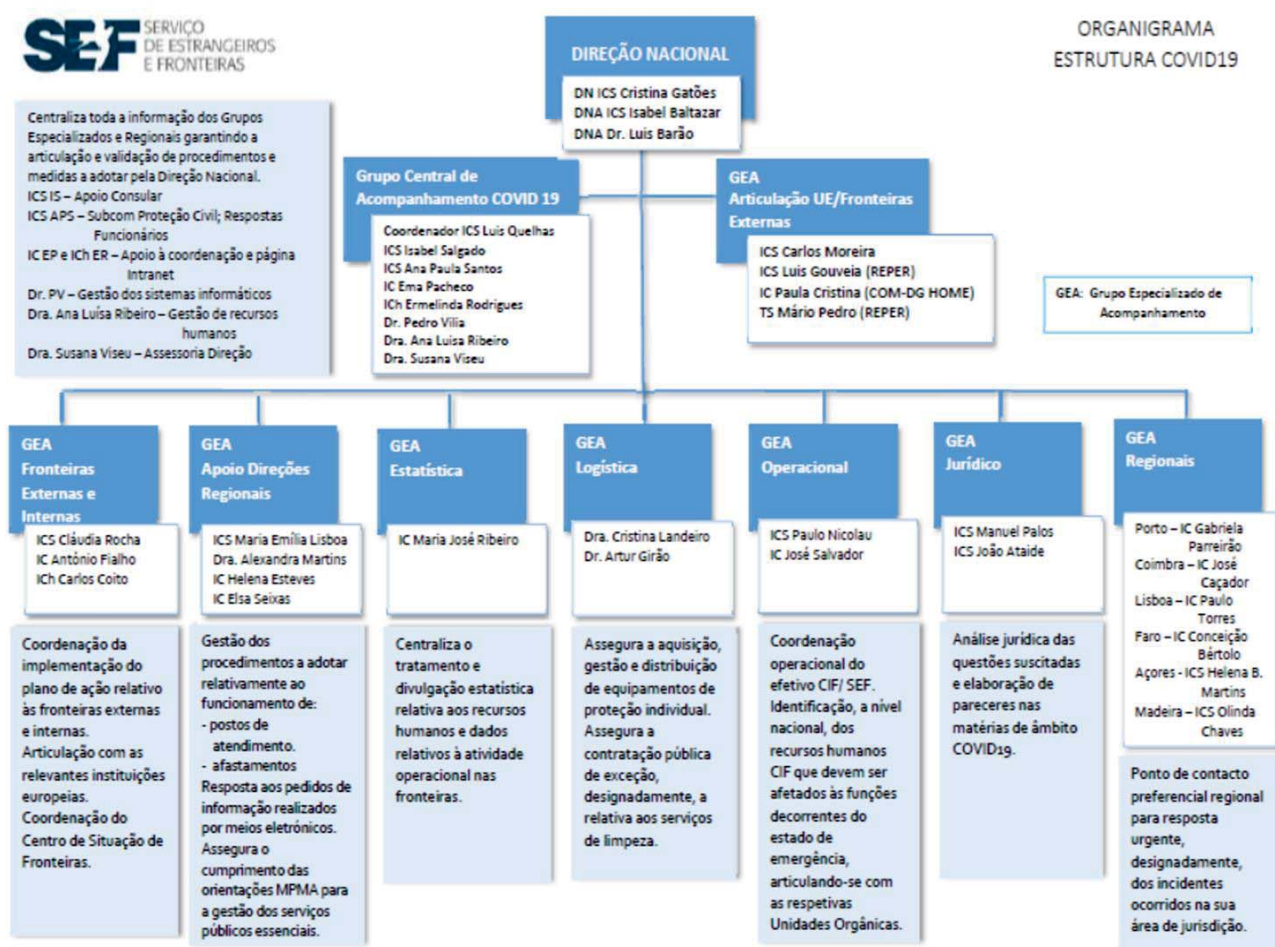 SEF
SERVIÇO
DE ESTRANGEIROS
E FRONTEIRAS
ORGANIGRAMA
ESTRUTURA COVID19
DIREÇÃO NACIONAL
DN ICS Cristina Gatões
DNA ICS Isabel Baltazar
DNA Dr. Luis Barão
Centraliza toda a informação dos Grupos
Especializados e Regionais garantindo a
articulação e validação de procedimentos e
medidas a adotar pela Direção Nacional.
ICS IS – Apoio Consular
ICS APS – Subcom Proteção Civil; Respostas
Funcionários
IC EP e ICh ER – Apoio à coordenação e página
Intranet
Dr. PV – Gestão dos sistemas informáticos
Dra. Ana Luísa Ribeiro – Gestão de recursos
humanos
Dra. Susana Viseu – Assessoria Direção
Grupo Central de
Acompanhamento COVID 19
Coordenador ICS Luis Quelhas
ICS Isabel Salgado
ICS Ana Paula Santos
IC Ema Pacheco
ICh Ermelinda Rodrigues
Dr. Pedro Vilia
Dra. Ana Luisa Ribeiro
Dra. Susana Viseu
GEA
Articulação UE/Fronteiras
Externas
ICS Carlos Moreira
ICS Luis Gouveia (REPER)
IC Paula Cristina (COM-DG HOME)
TS Mário Pedro (REPER)
GEA: Grupo Especializado de
Acompanhamento
GEA
Fronteiras
Externas e
Internas
ICS Cláudia Rocha
IC António Fialho
ICh Carlos Coito
Coordenação da
implementação do
plano de ação relativo
às fronteiras externas
e internas.
Articulação com as
relevantes instituições
europeias.
Coordenação do
Centro de Situação de
Fronteiras.
GEA
Apoio Direções
Regionais
ICS Maria Emília Lisboa
Dra. Alexandra Martins
IC Helena Esteves
IC Elsa Seixas
Gestão dos
procedimentos a adotar
relativamente ao
funcionamento de:
- postos de
atendimento.
- afastamentos
Resposta aos pedidos de
informação realizados
por meios eletrónicos.
Assegura o
cumprimento das
orientações MPMA para
a gestão dos serviços
públicos essenciais.
GEA
Estatística
IC Maria José Ribeiro
Centraliza o
tratamento e
divulgação estatística
relativa aos recursos
humanos e dados
relativos à atividade
operacional nas
fronteiras.
GEA
Logística
Dra. Cristina Landeiro
Dr. Artur Girão
Assegura a aquisição,
gestão e distribuição
de equipamentos de
proteção individual.
Assegura a
contratação pública
de exceção,
designadamente, a
relativa aos serviços
de limpeza.
GEA
Operacional
ICS Paulo Nicolau
IC José Salvador
Coordenação
operacional do
efetivo CIF/ SEF.
Identificação, a nível
nacional, dos
recursos humanos
CIF que devem ser
afetados às funções
decorrentes do
estado de
emergência,
articulando-se com
as respetivas
Unidades Orgânicas.
GEA
Jurídico
ICS Manuel Palos
ICS João Ataide
Análise jurídica das
questões suscitadas
e elaboração de
pareceres nas
matérias de âmbito
COVID19.
GEA
Regionais
Porto – IC Gabriela
Parreirão
Coimbra – IC José
Caçador
Lisboa – IC Paulo
Torres
Faro – IC Conceição
Bértolo
Açores - ICS Helena B.
Martins
Madeira – ICS Olinda
Chaves
Ponto de contacto
preferencial regional
para resposta
urgente,
designadamente,
dos incidentes
ocorridos na sua
área de jurisdição.